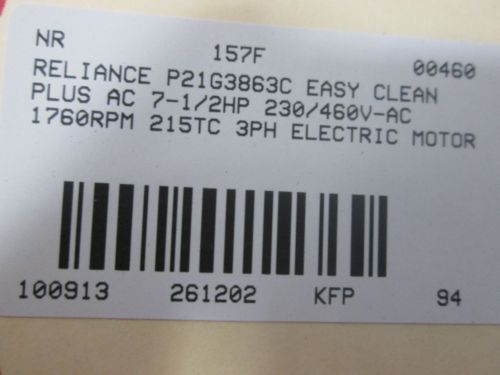 NR 157F 00460
RELIANCE P21G3863C EASY CLEAN
PLUS AC 7-1/2HP 230/460V-AC
1760RPM 215TC 3PH ELECTRIC MOTOR
100913 261202 KFP 94